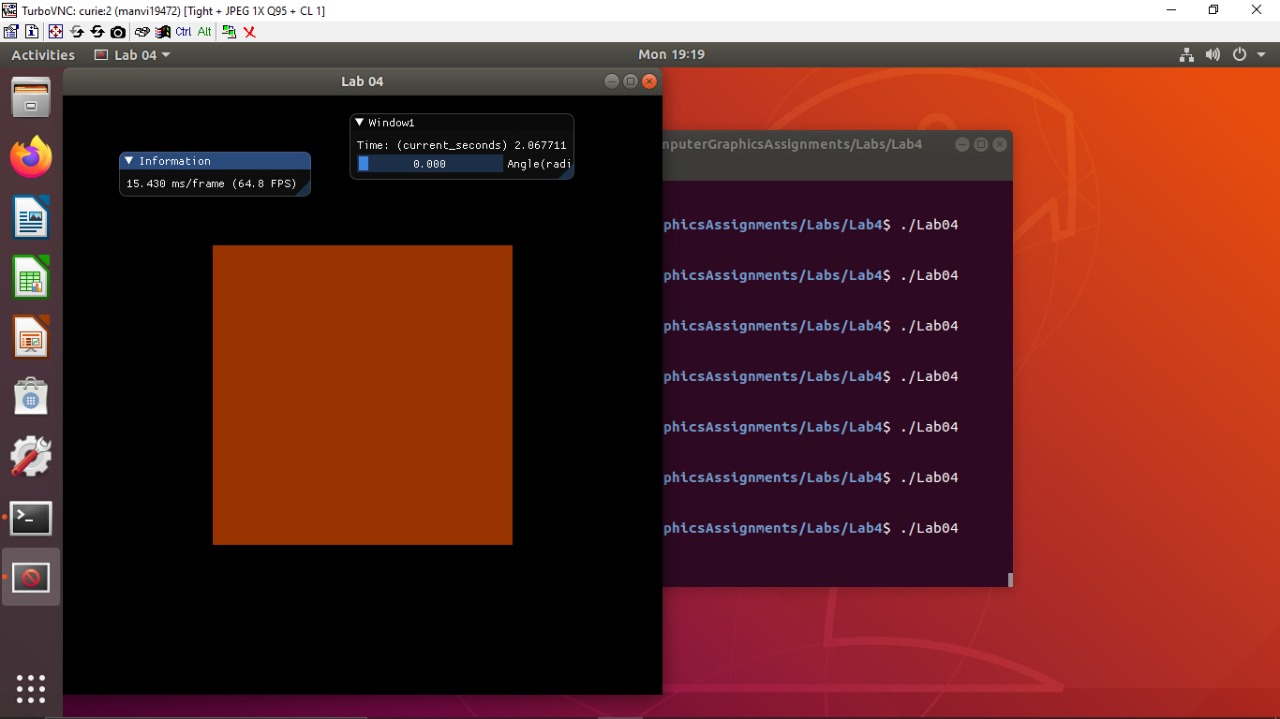 TurboVNC: curie:2 (manvi19472) [Tight + JPEG 1X Q95 + CL 1]
Ctrl Alt
Activities Lab 04 Mon 19:19
Lab 04
Window1
Time: (current_seconds) 2.067711
0.000 Angle(radi
Information
15.430 ms/frame (64.8 FPS)
mputerGraphicsAssignments/Labs/Lab4
phicsAssignments/Labs/Lab4$ ./Lab04
phicsAssignments/Labs/Lab4$ ./Lab04
phicsAssignments/Labs/Lab4$ ./Lab04
phicsAssignments/Labs/Lab4$ ./Lab04
phicsAssignments/Labs/Lab4$ ./Lab04
phicsAssignments/Labs/Lab4$ ./Lab04
phicsAssignments/Labs/Lab4$ ./Lab04